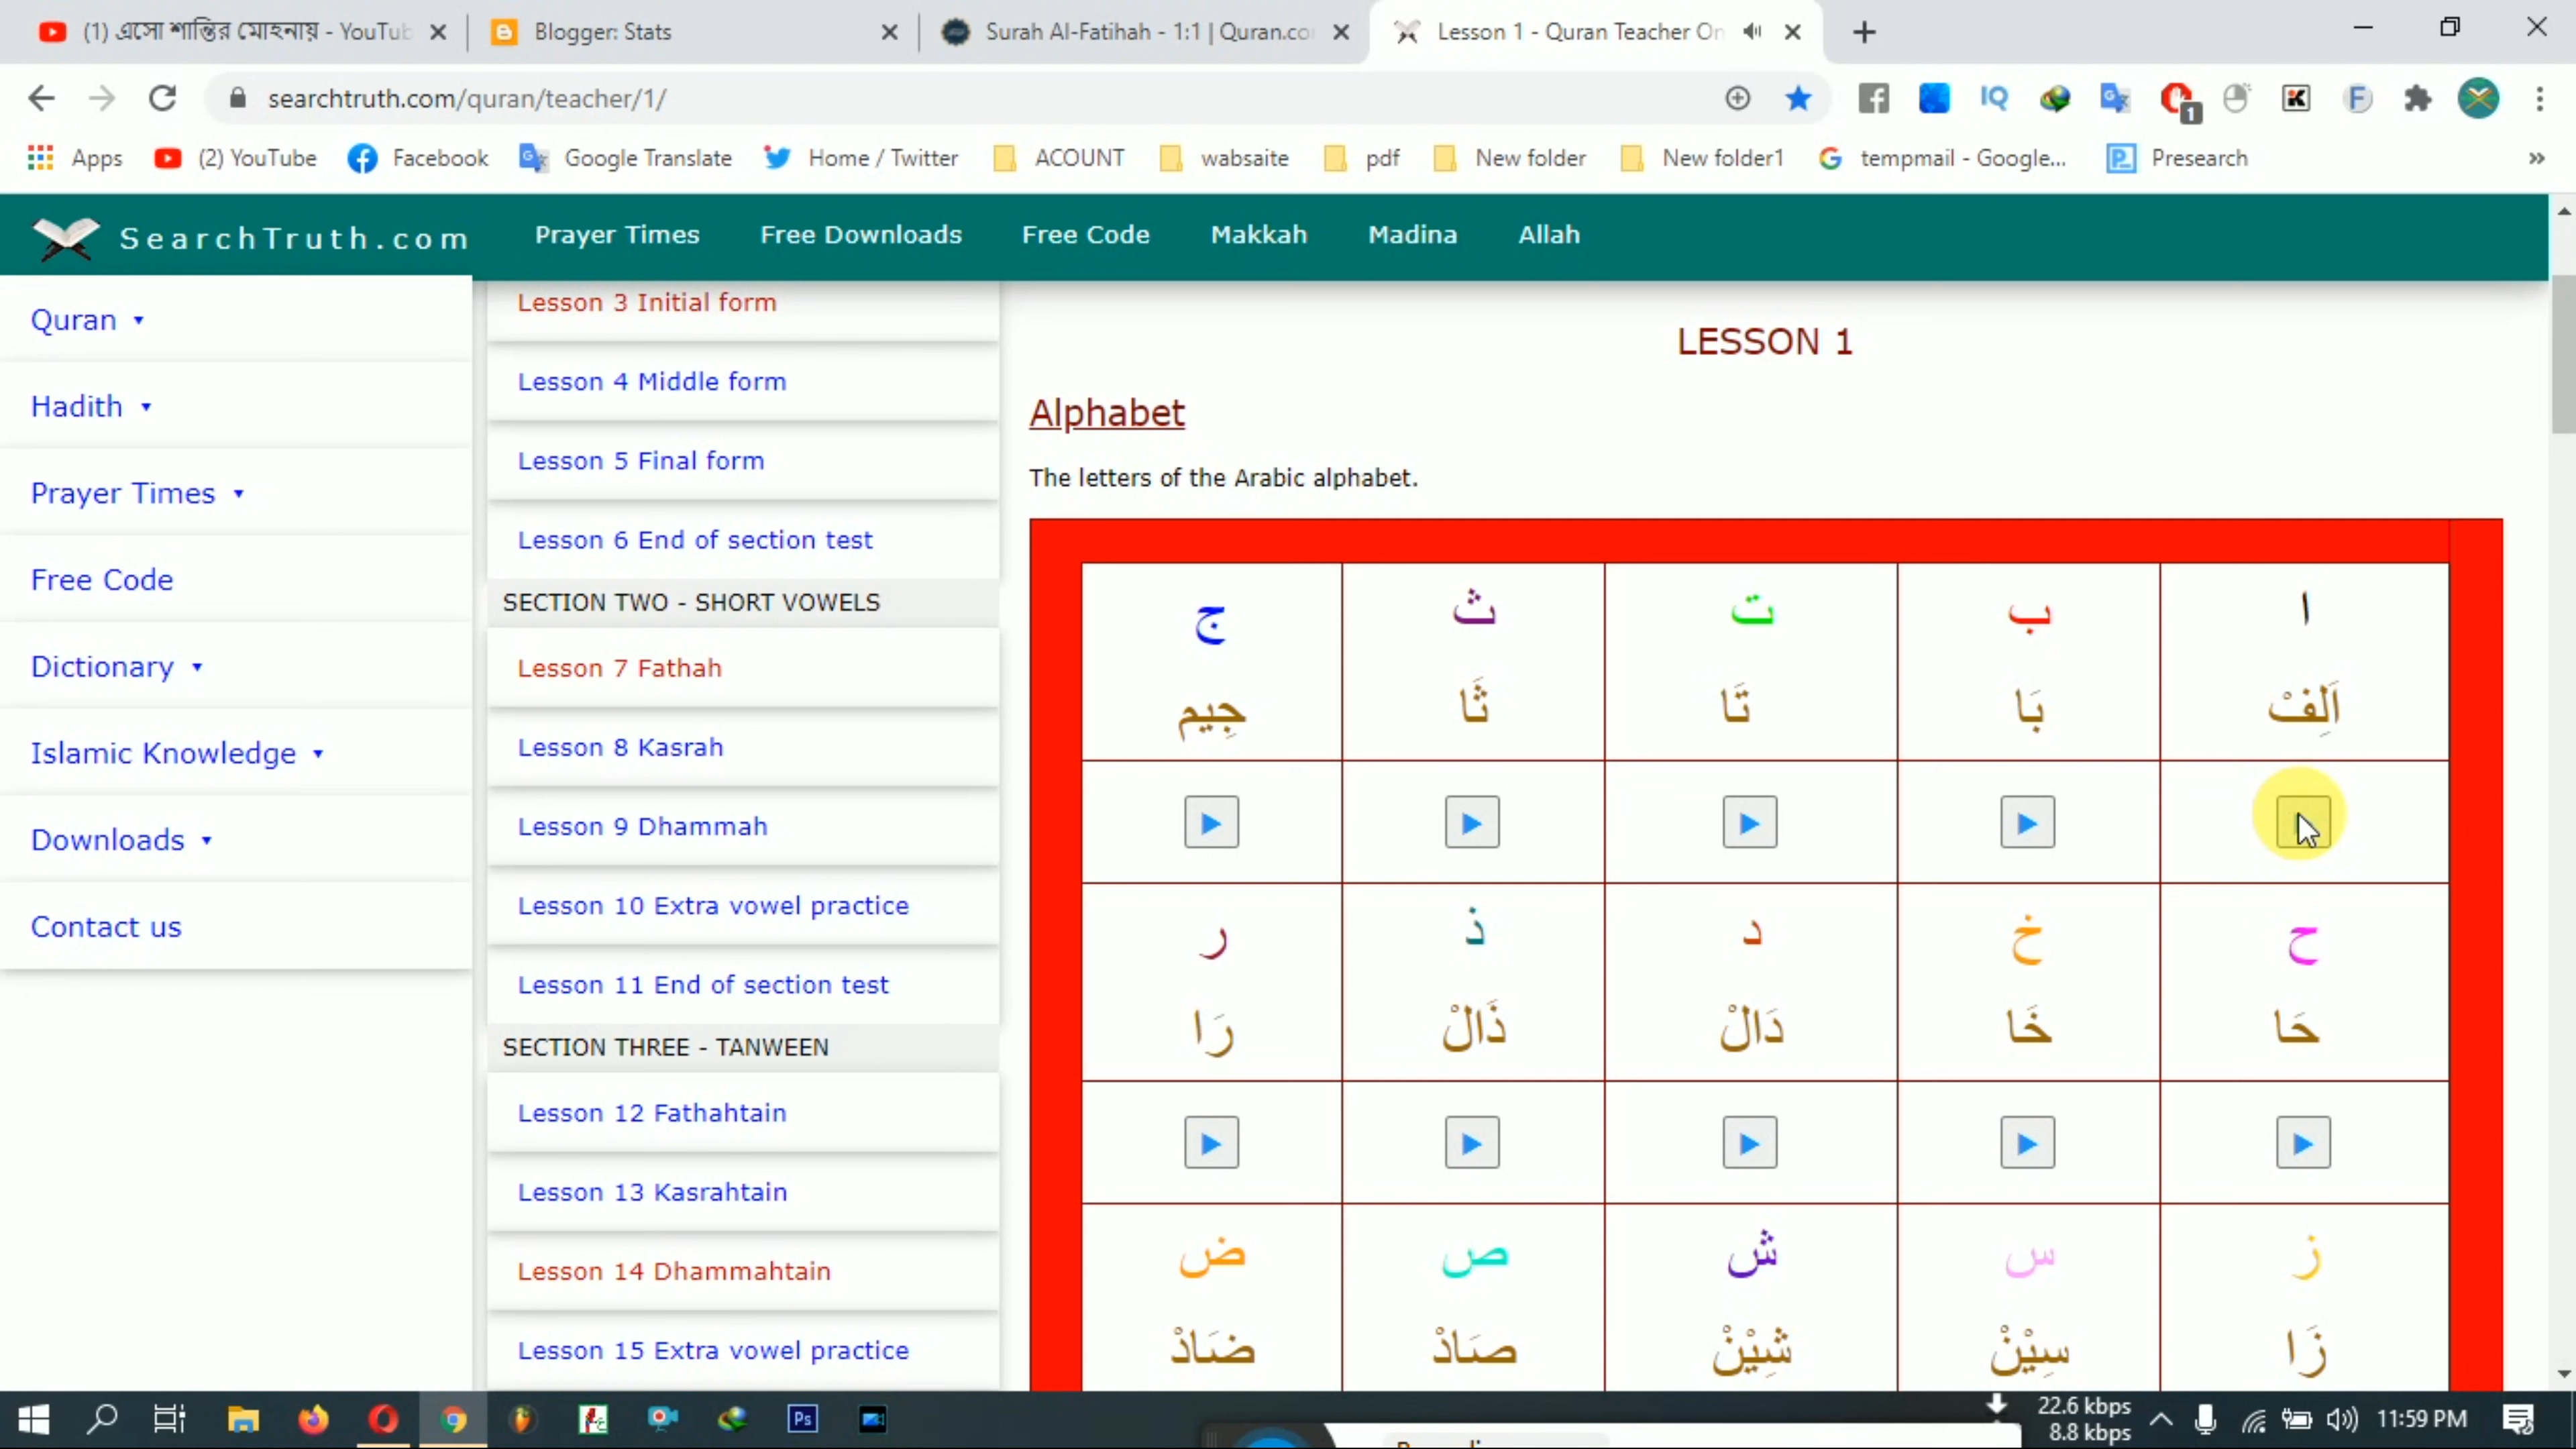 (1) এসো শান্তির মোহনায় - YouTub
Blogger: Stats
Surah Al-Fatihah - 1:1 | Quran.co
Lesson 1 - Quran Teacher On
searchtruth.com/quran/teacher/1/
IQ
1
K
F
Apps
(2) YouTube
Facebook
Google Translate
Home / Twitter
ACOUNT
wabsaite
pdf
New folder
New folder1
tempmail - Google...
Presearch
SearchTruth.com
Prayer Times
Free Downloads
Free Code
Makkah
Madina
Allah
Quran
Hadith
Prayer Times
Free Code
Dictionary
Islamic Knowledge
Downloads
Contact us
Lesson 3 Initial form
Lesson 4 Middle form
Lesson 5 Final form
Lesson 6 End of section test
SECTION TWO - SHORT VOWELS
Lesson 7 Fathah
Lesson 8 Kasrah
Lesson 9 Dhammah
Lesson 10 Extra vowel practice
Lesson 11 End of section test
SECTION THREE - TANWEEN
Lesson 12 Fathahtain
Lesson 13 Kasrahtain
Lesson 14 Dhammahtain
Lesson 15 Extra vowel practice
LESSON 1
Alphabet
The letters of the Arabic alphabet.
ا ب ت ث ج
اَلِفْ بَا تَا ثَا جِيم
ح خ د ذ ر
حَا خَا دَالْ ذَالْ رَا
ز س ش ص ض
زَا سِيْنْ شِيْنْ صَادْ ضَادْ
Ps
22.6 kbps
8.8 kbps
11:59 PM